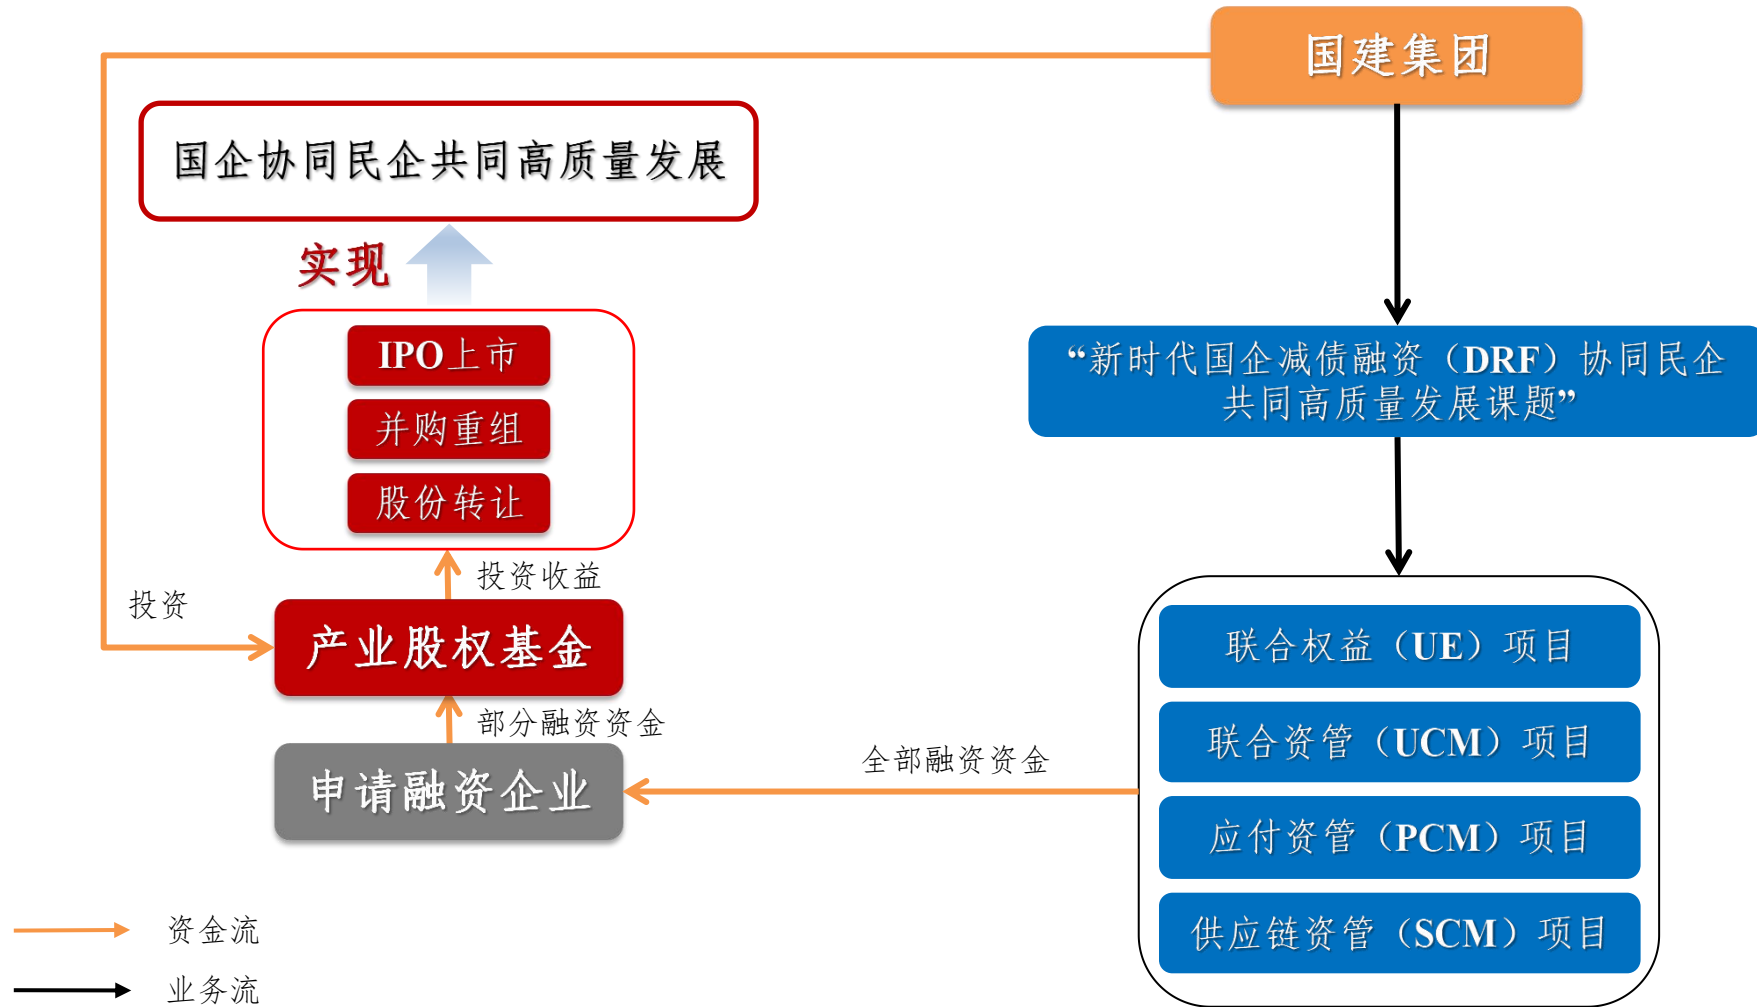 国建集团
国企协同民企共同高质量发展
实现
IPO上市
并购重组
股份转让
“新时代国企减债融资（DRF）协同民企
共同高质量发展课题”
投资收益
投资
产业股权基金
部分融资资金
申请融资企业
全部融资资金
联合权益（UE）项目
联合资管（UCM）项目
应付资管（PCM）项目
供应链资管（SCM）项目
资金流
业务流